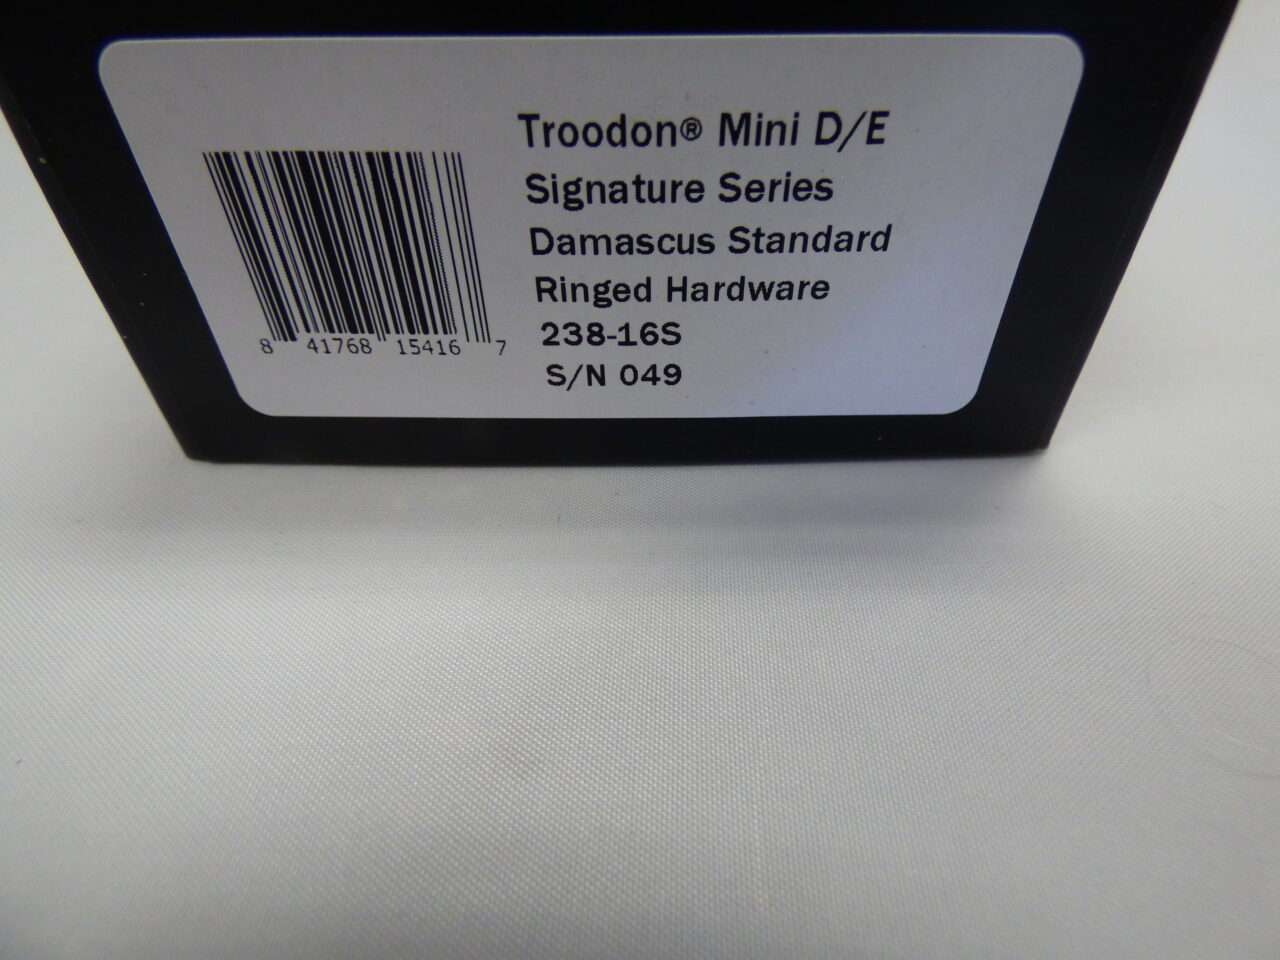 Troodon® Mini D/E
Signature Series
Damascus Standard
Ringed Hardware
238-16S
S/N 049
8 41768 15416 7